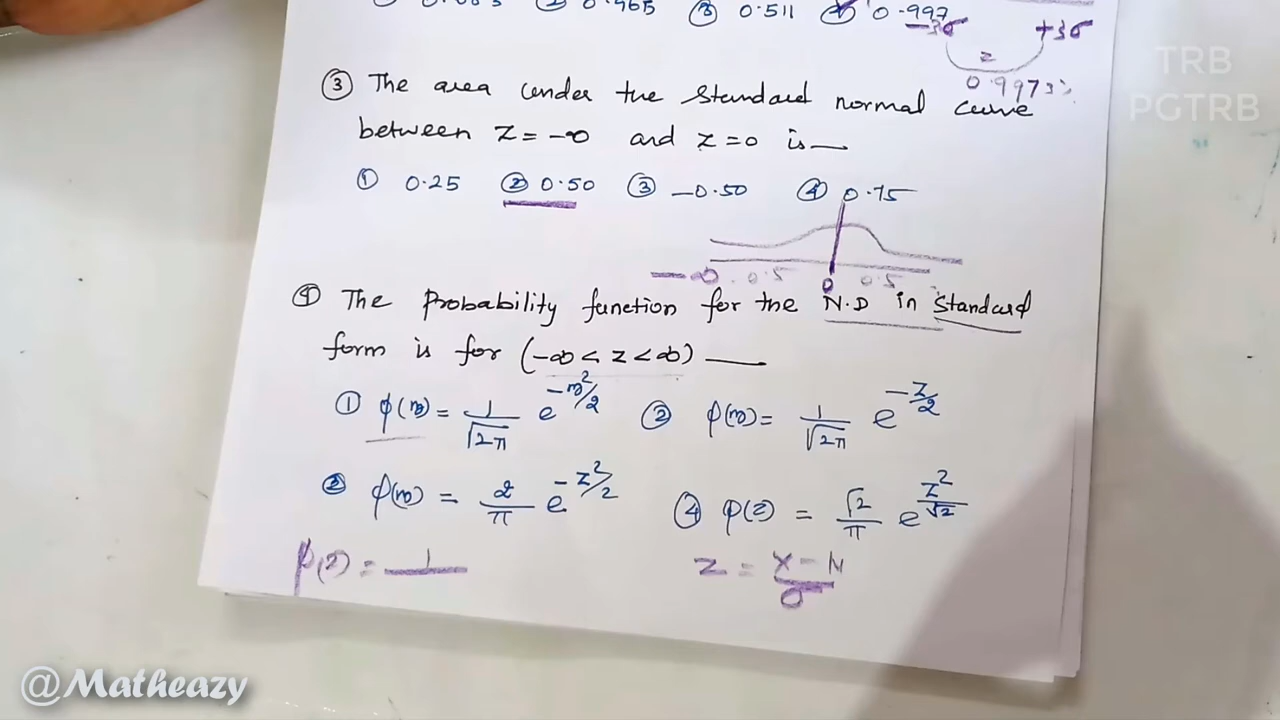 0.965 ③ 0.511 ④ 0.997
-3σ +3σ
=
0.9973%
TRB
PGTRB
③ The area under the Standard normal curve
between Z = -∞ and z = 0 is —
① 0.25 ② 0.50 ③ -0.50 ④ 0.75
-∞ 0.5 0 0.5
④ The Probability function for the N.D in Standard
form is for (-∞ < z < ∞) —
① φ(z) = 1/√2π e^-z²/2 ③ φ(z) = 1/√2π e^-z/2
② φ(z) = 2/π e^-z²/2 ④ φ(z) = √2/π e^z²/√2
φ(z) = 1/ z = x-μ/σ
@Matheazy